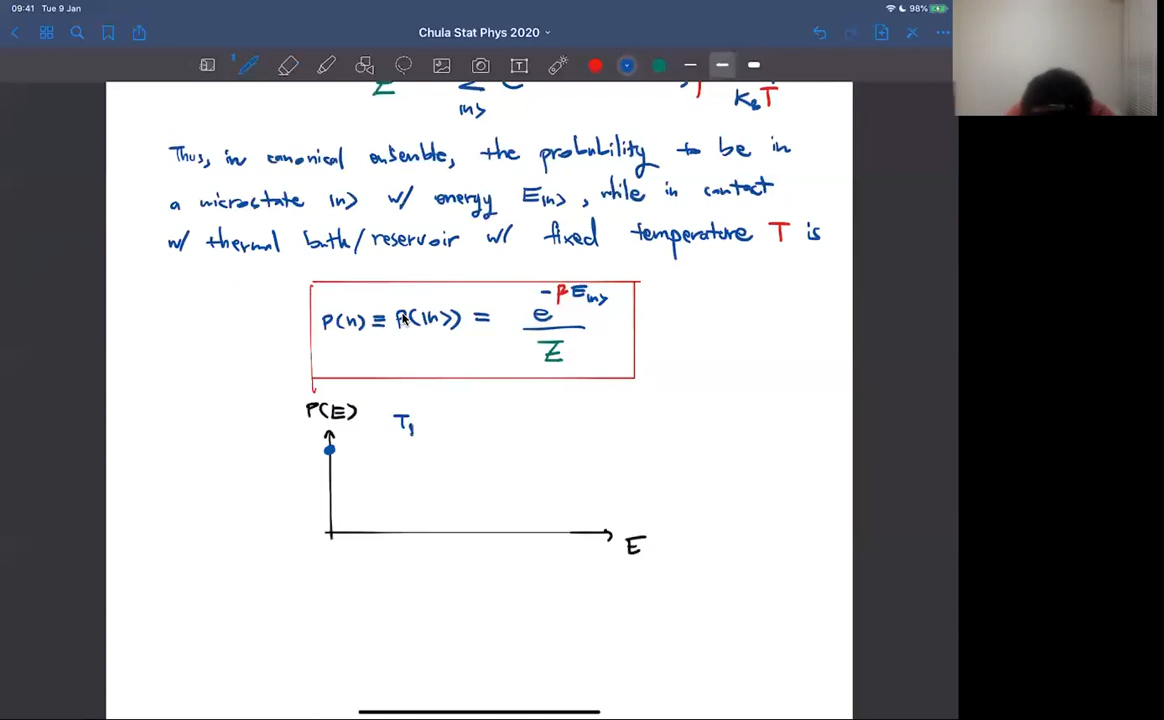 09:41 Tue 9 Jan
98%
Chula Stat Phys 2020
Z Σ e , β
|n> K_B T
Thus, in canonical ensemble, the probability to be in
a microstate |n> w/ energy E|n>, while in contact
w/ thermal bath/reservoir w/ fixed temperature T is
P(n) ≡ P(|n>) = e^{-βE|n>} / Z
P(E)
T₁
E